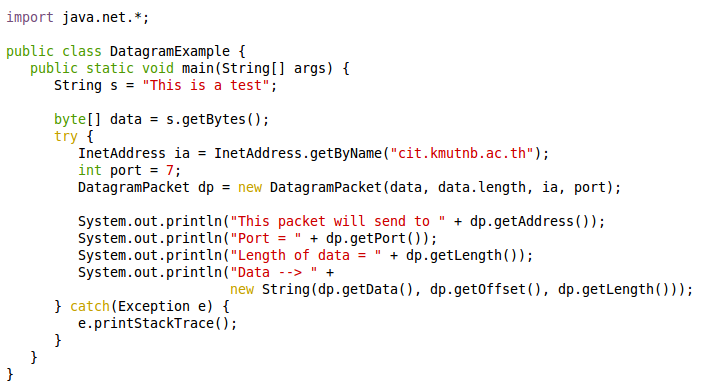 import java.net.*;
public class DatagramExample {
public static void main(String[] args) {
String s = "This is a test";
byte[] data = s.getBytes();
try {
InetAddress ia = InetAddress.getByName("cit.kmutnb.ac.th");
int port = 7;
DatagramPacket dp = new DatagramPacket(data, data.length, ia, port);
System.out.println("This packet will send to " + dp.getAddress());
System.out.println("Port = " + dp.getPort());
System.out.println("Length of data = " + dp.getLength());
System.out.println("Data --> " +
new String(dp.getData(), dp.getOffset(), dp.getLength()));
} catch(Exception e) {
e.printStackTrace();
}
}
}